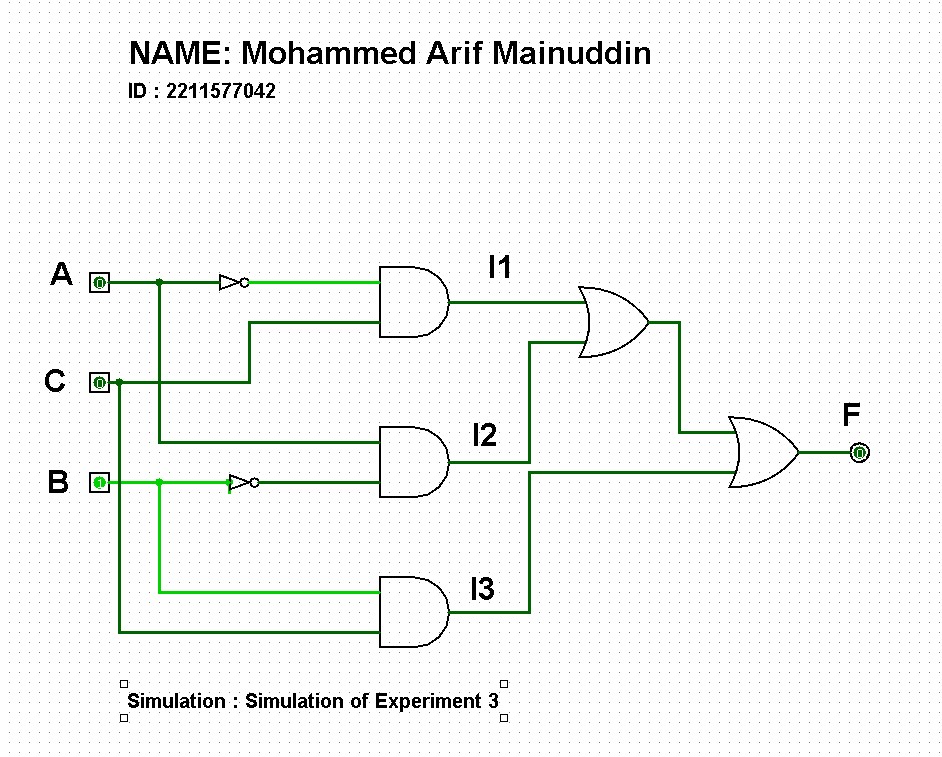 NAME: Mohammed Arif Mainuddin
ID : 2211577042
I1
A 0
C 0
F
I2
0
B 1
I3
Simulation : Simulation of Experiment 3